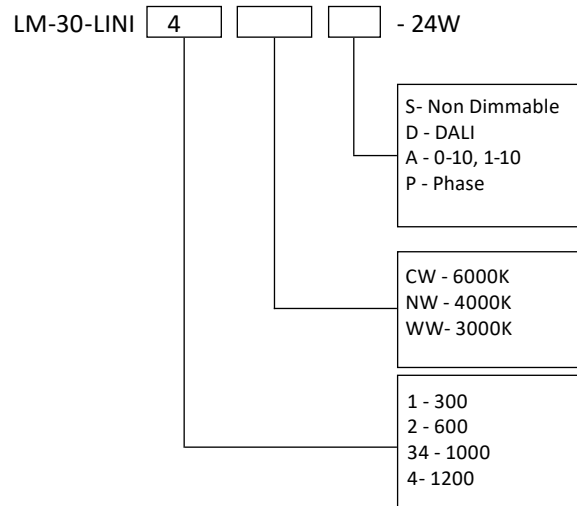 LM-30-LINI 4 - 24W
S- Non Dimmable
D - DALI
A - 0-10, 1-10
P - Phase
CW - 6000K
NW - 4000K
WW- 3000K
1 - 300
2 - 600
34 - 1000
4- 1200